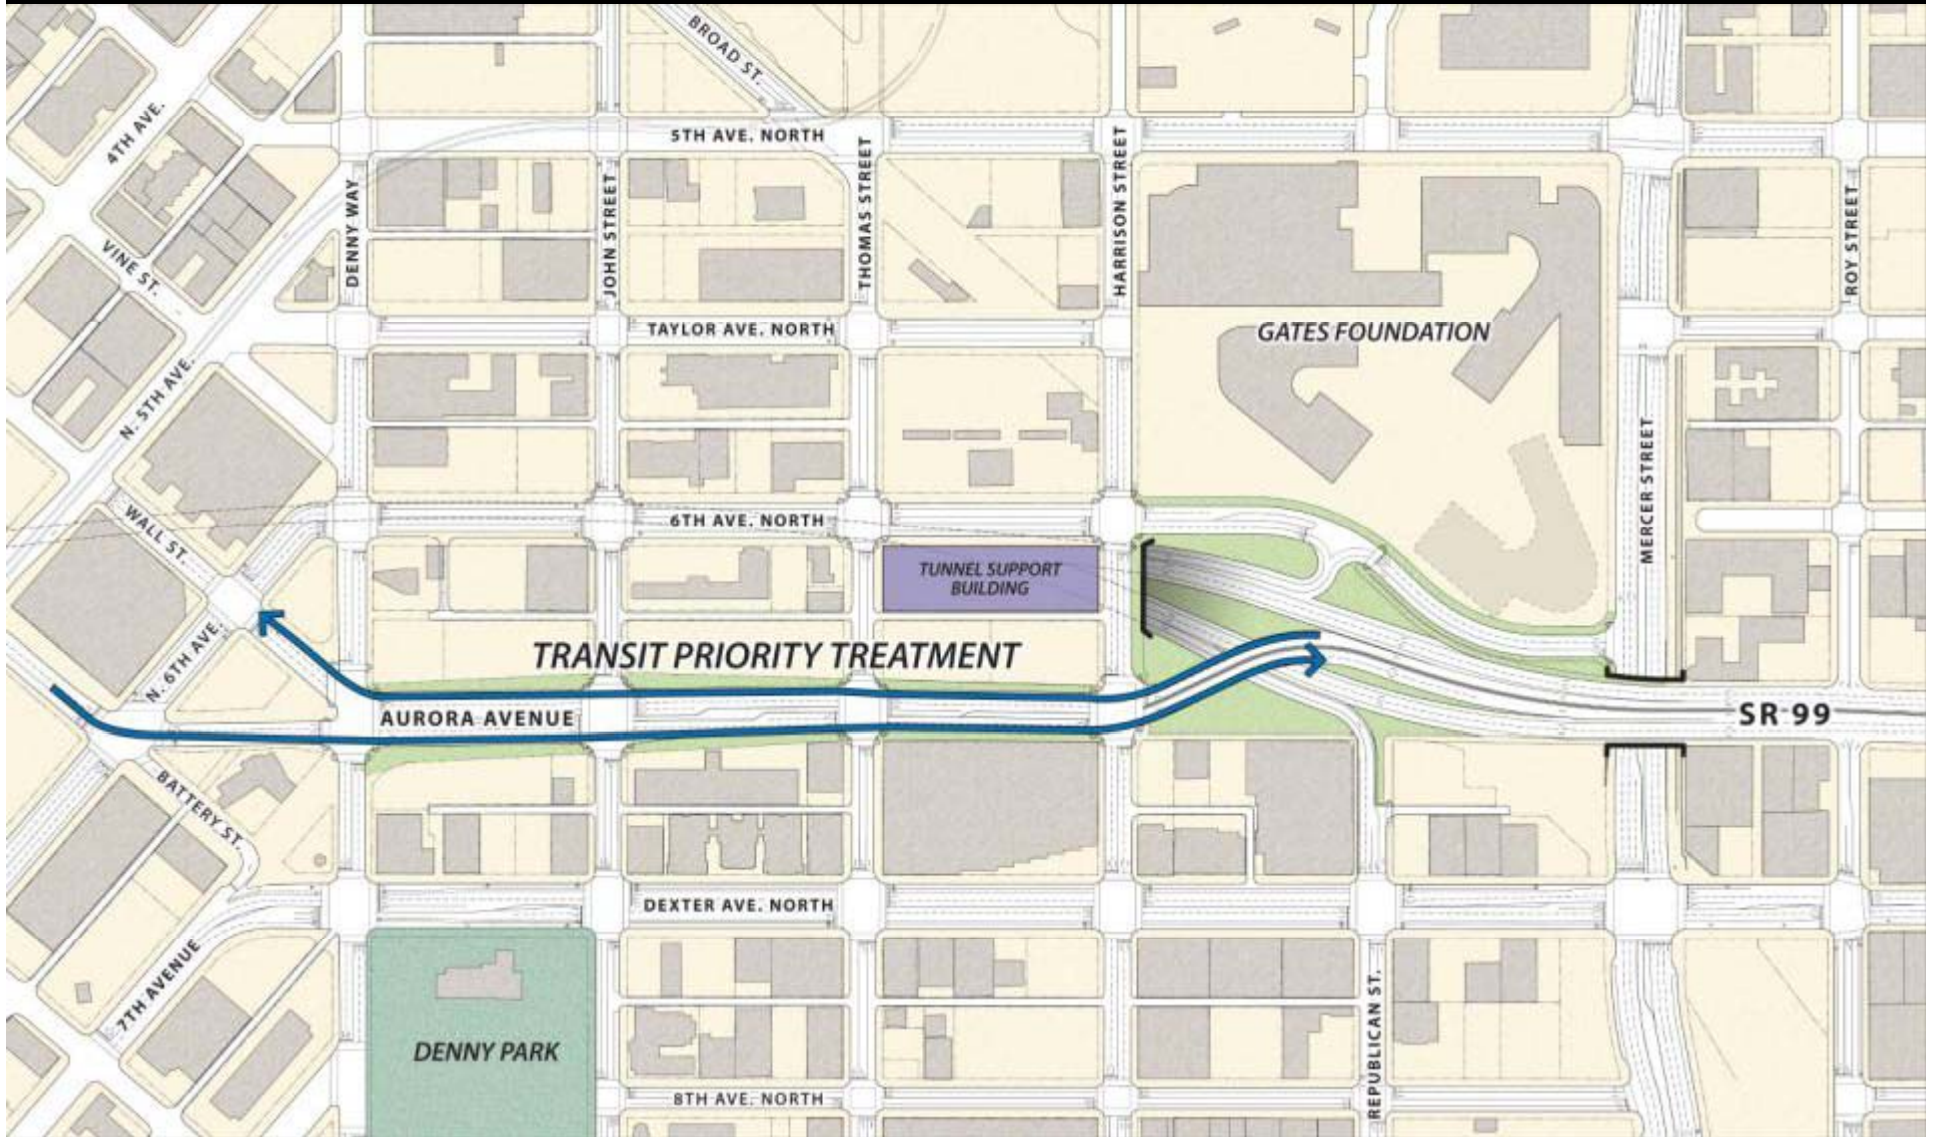 BROAD ST.
4TH AVE.
5TH AVE. NORTH
DENNY WAY
JOHN STREET
THOMAS STREET
HARRISON STREET
ROY STREET
VINE ST.
TAYLOR AVE. NORTH
GATES FOUNDATION
N. 5TH AVE.
MERCER STREET
WALL ST.
6TH AVE. NORTH
TUNNEL SUPPORT
BUILDING
N. 6TH AVE.
TRANSIT PRIORITY TREATMENT
AURORA AVENUE
SR 99
BATTERY ST.
DEXTER AVE. NORTH
7TH AVENUE
DENNY PARK
REPUBLICAN ST.
8TH AVE. NORTH